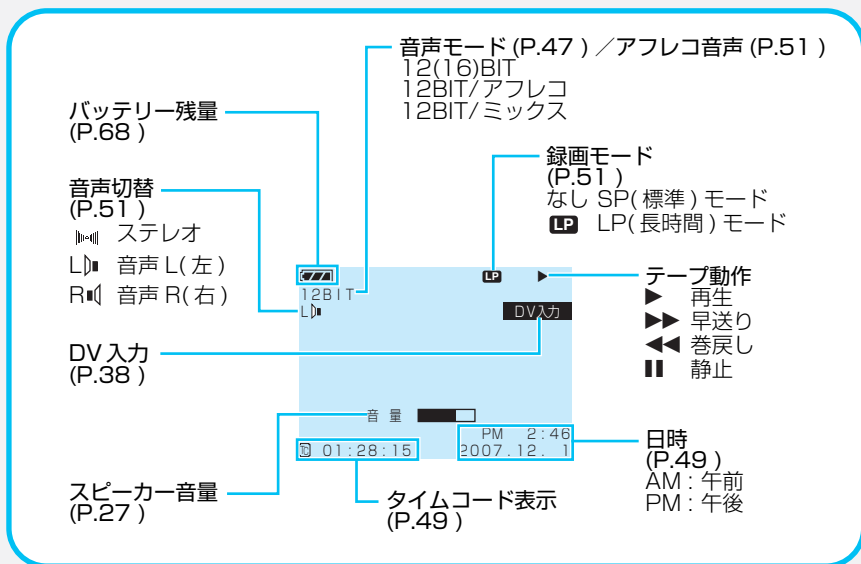 音声モード (P.47 ) ／アフレコ音声 (P.51 )
12(16)BIT
12BIT/ アフレコ
12BIT/ ミックス
バッテリー残量
(P.68 )
録画モード
(P.51 )
なし SP( 標準 ) モード
LP LP( 長時間 ) モード
音声切替
(P.51 )
ステレオ
L 音声 L( 左 )
R 音声 R( 右 )
テープ動作
▶ 再生
▶▶ 早送り
◀◀ 巻戻し
▮▮ 静止
LP ▶
12BIT
L
DV入力
DV 入力
(P.38 )
音 量
PM 2:46
01:28:15 2007.12. 1
日時
(P.49 )
AM : 午前
PM : 午後
スピーカー音量
(P.27 )
タイムコード表示
(P.49 )